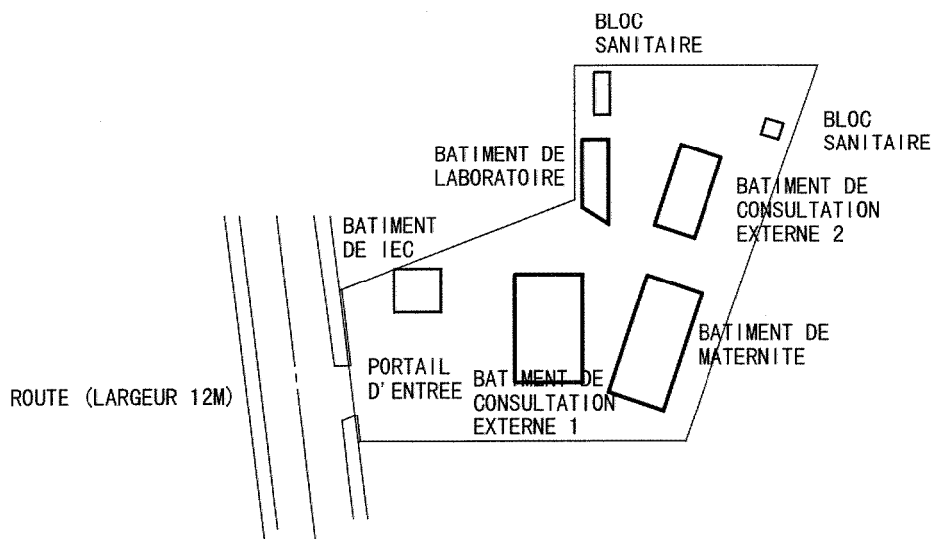 BLOC
SANITAIRE
BLOC
SANITAIRE
BATIMENT DE
LABORATOIRE
BATIMENT DE
CONSULTATION
EXTERNE 2
BATIMENT
DE IEC
BATIMENT DE
MATERNITE
PORTAIL
D'ENTREE
BATIMENT DE
CONSULTATION
EXTERNE 1
ROUTE (LARGEUR 12M)